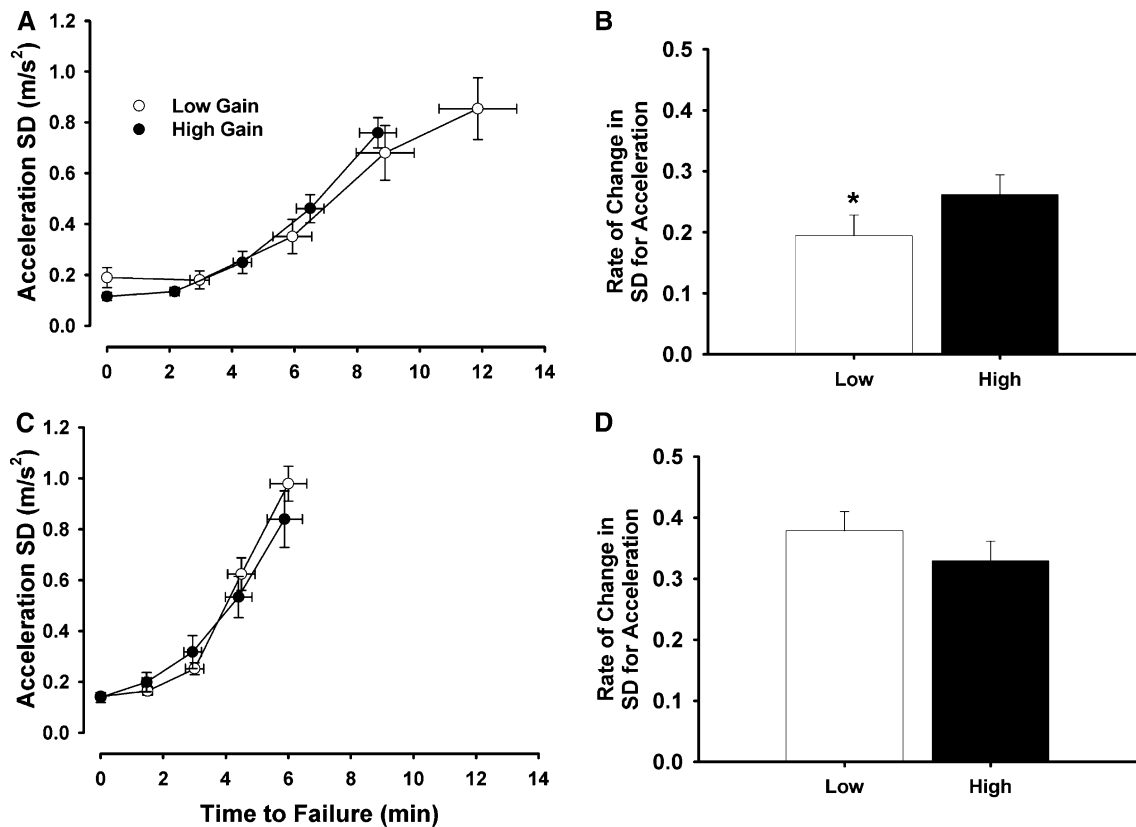 A
1.2
1.0
0.8
0.6
0.4
0.2
0.0
Acceleration SD (m/s²)
Low Gain
High Gain
0 2 4 6 8 10 12 14
B
0.5
0.4
0.3
0.2
0.1
0.0
Rate of Change in
SD for Acceleration
*
Low High
C
1.2
1.0
0.8
0.6
0.4
0.2
0.0
Acceleration SD (m/s²)
0 2 4 6 8 10 12 14
Time to Failure (min)
D
0.5
0.4
0.3
0.2
0.1
0.0
Rate of Change in
SD for Acceleration
Low High